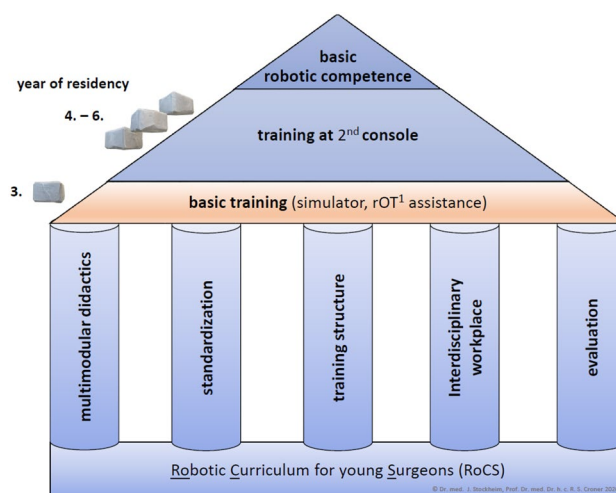 basic
robotic competence
year of residency
4. – 6.
training at 2nd console
3.
basic training (simulator, rOT¹ assistance)
multimodular didactics
standardization
training structure
Interdisciplinary
workplace
evaluation
Robotic Curriculum for young Surgeons (RoCS)
© Dr. med. J. Stockheim, Prof. Dr. med. Dr. h. c. R. S. Croner